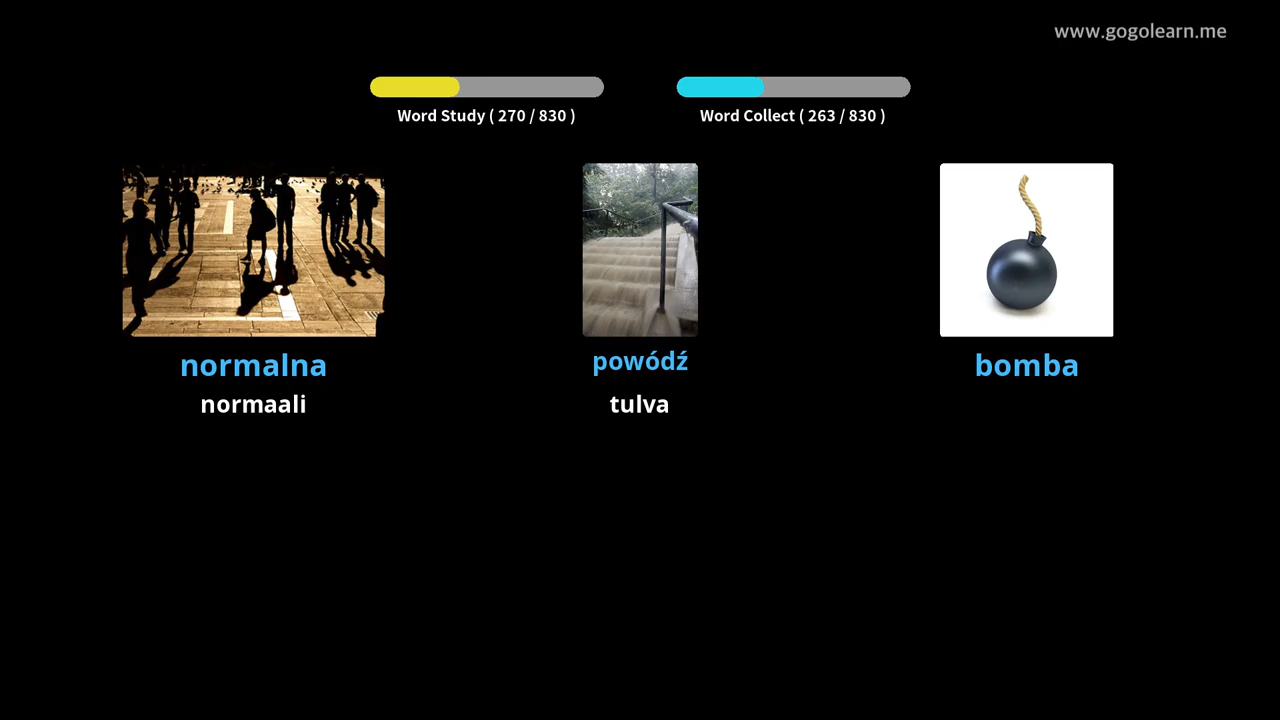 www.gogolearn.me
Word Study ( 270 / 830 )
Word Collect ( 263 / 830 )
normalna
normaali
powódź
tulva
bomba